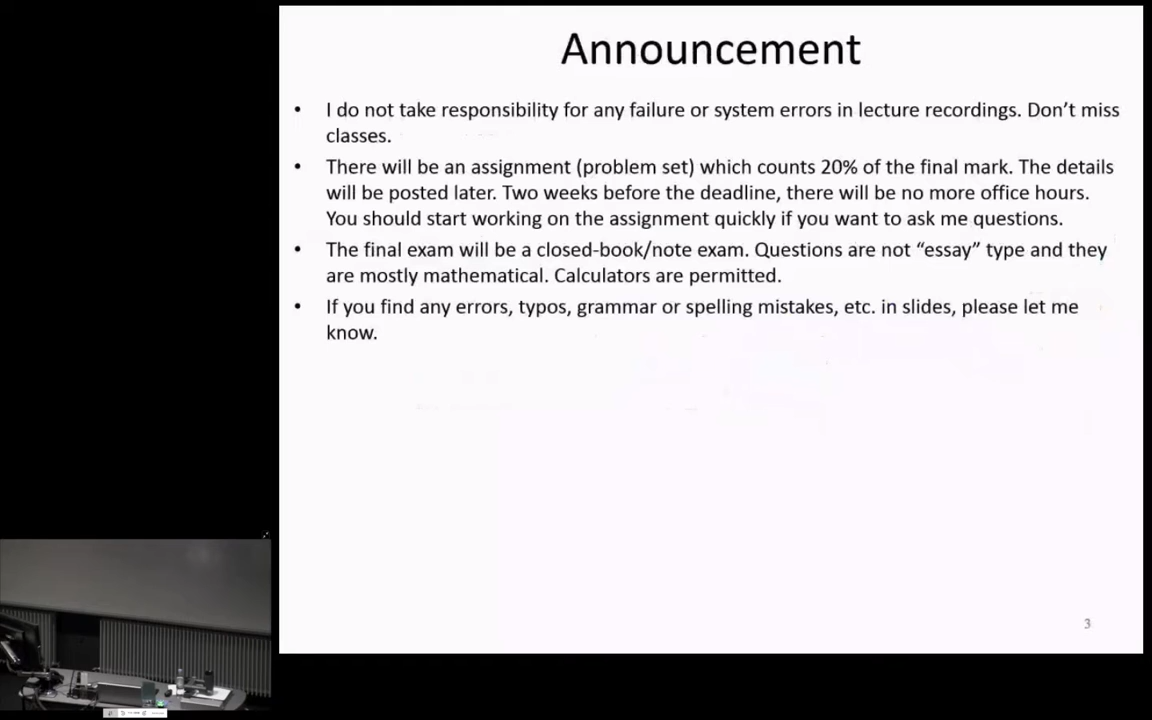 Announcement
• I do not take responsibility for any failure or system errors in lecture recordings. Don't miss
classes.
• There will be an assignment (problem set) which counts 20% of the final mark. The details
will be posted later. Two weeks before the deadline, there will be no more office hours.
You should start working on the assignment quickly if you want to ask me questions.
• The final exam will be a closed-book/note exam. Questions are not “essay” type and they
are mostly mathematical. Calculators are permitted.
• If you find any errors, typos, grammar or spelling mistakes, etc. in slides, please let me
know.
3